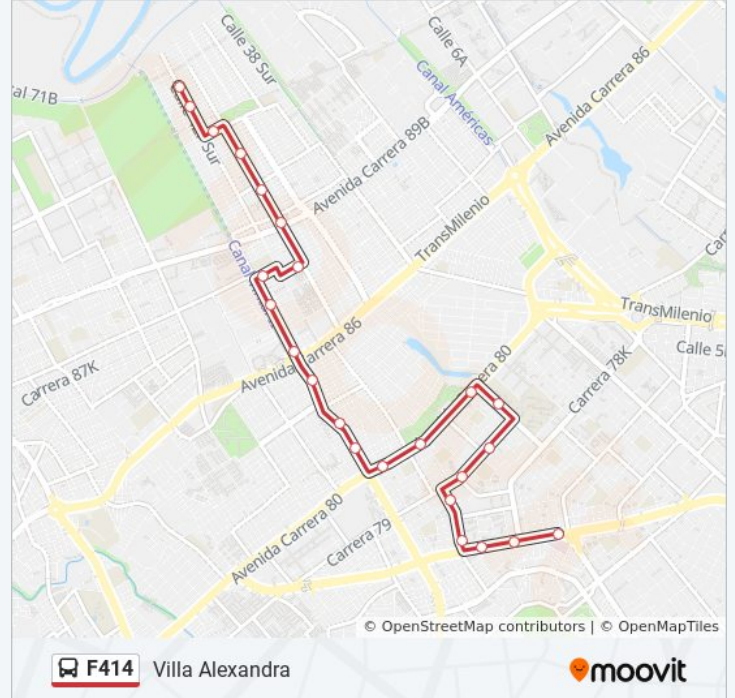 Calle 38 Sur
Calle 6A
al 71B
Canal Américas
Avenida Carrera 86
Sur
Avenida Carrera 89B
TransMilenio
Canal
Carr
TransMilenio
Avenida Carrera 86
Calle 5
Carrera 87K
Carrera 78K
rera 80
Avenida Carrera 80
Carrera 79
© OpenStreetMap contributors | © OpenMapTiles
F414 Villa Alexandra
moovit